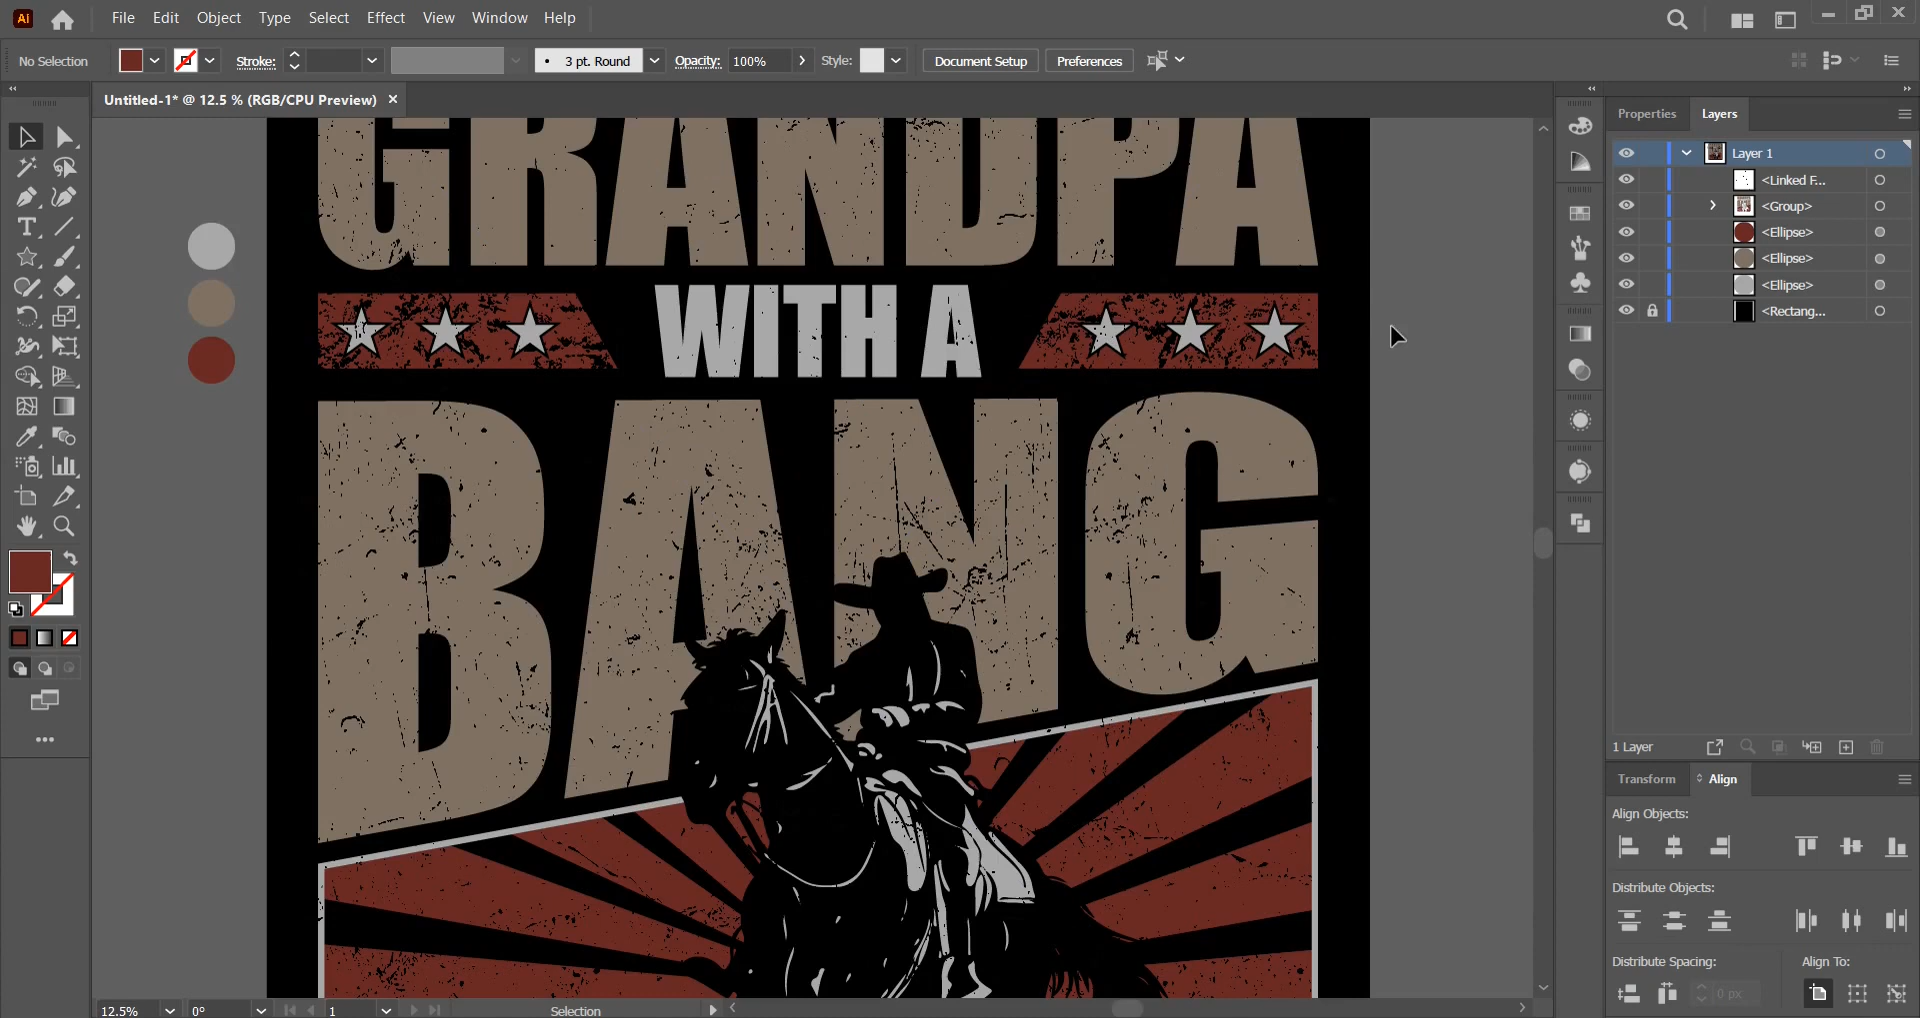 Ai File Edit Object Type Select Effect View Window Help
No Selection Stroke: 3 pt. Round Opacity: 100% Style: Document Setup Preferences
Untitled-1* @ 12.5 % (RGB/CPU Preview) ×
Properties Layers
Layer 1
<Linked F...
<Group>
<Ellipse>
<Ellipse>
<Ellipse>
<Rectang...
GRANDPA
WITH A
BANG
1 Layer
Transform Align
Align Objects:
Distribute Objects:
Distribute Spacing: Align To:
0 px
12.5% 0° 1 Selection